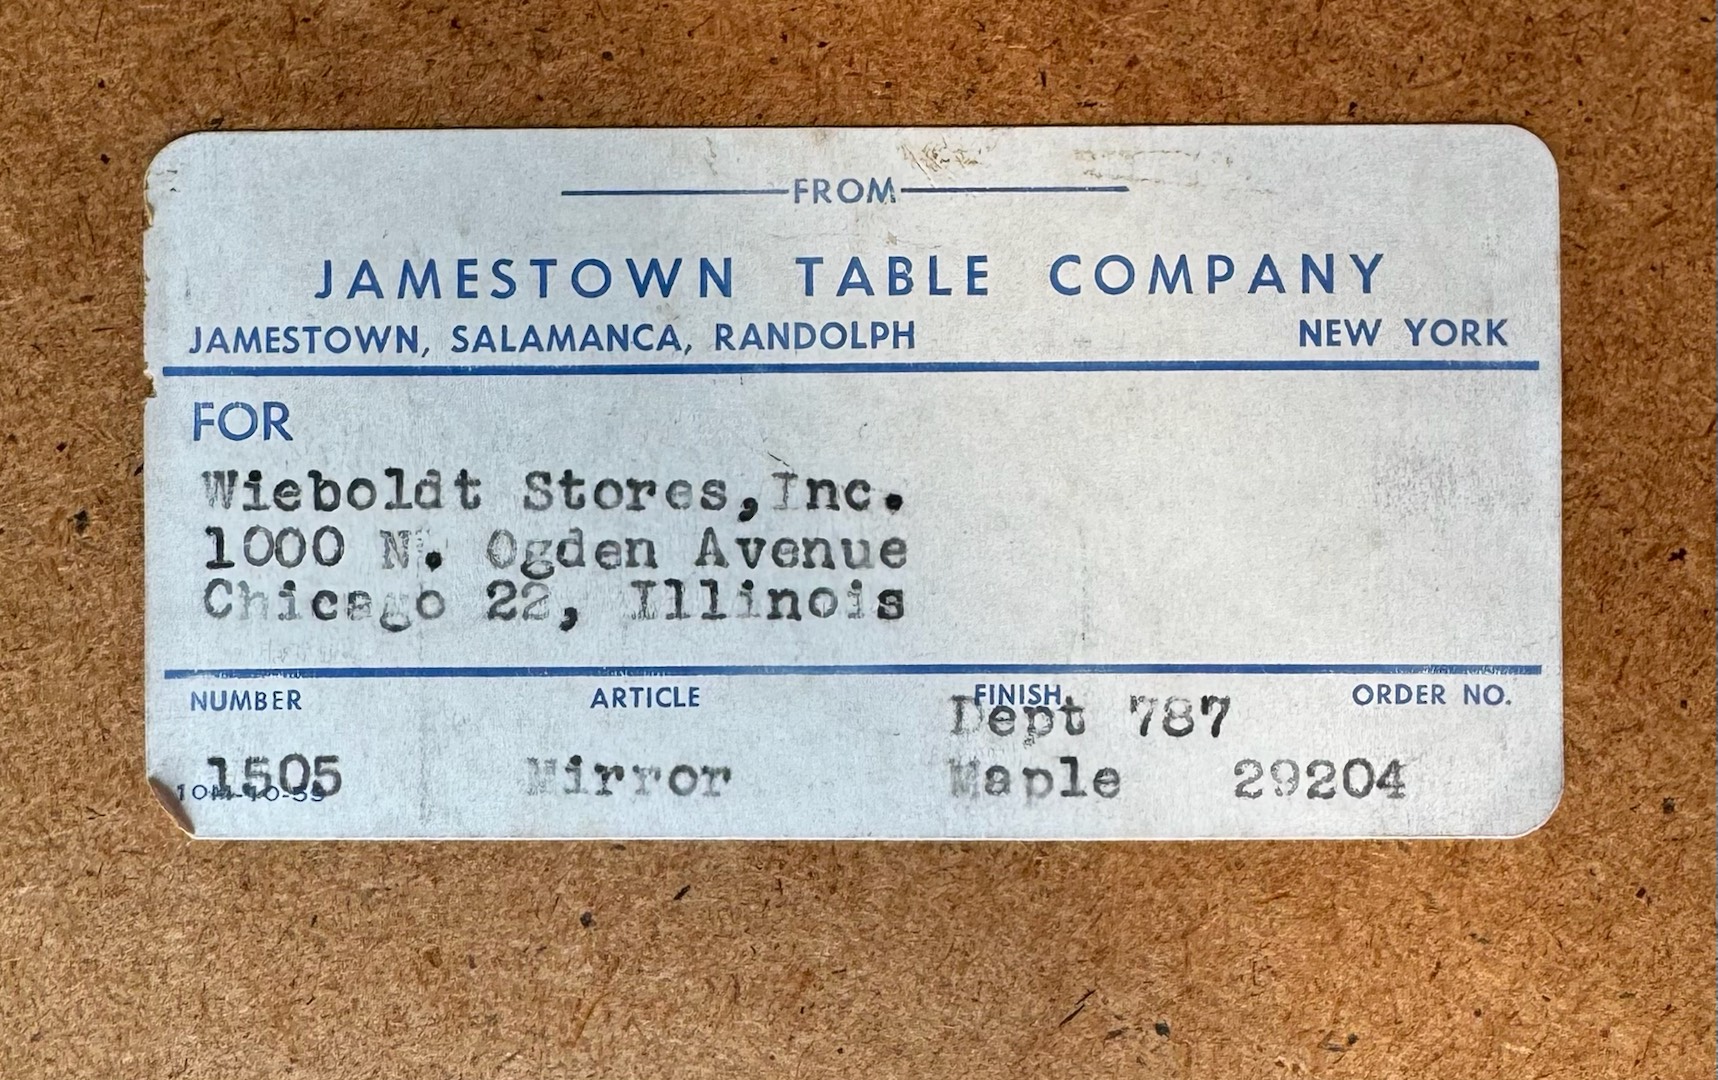 FROM
JAMESTOWN TABLE COMPANY
JAMESTOWN, SALAMANCA, RANDOLPH NEW YORK
FOR
Wieboldt Stores,Inc.
1000 N. Ogden Avenue
Chicago 22, Illinois
NUMBER ARTICLE FINISH ORDER NO.
Dept 787
1505 Mirror Maple 29204